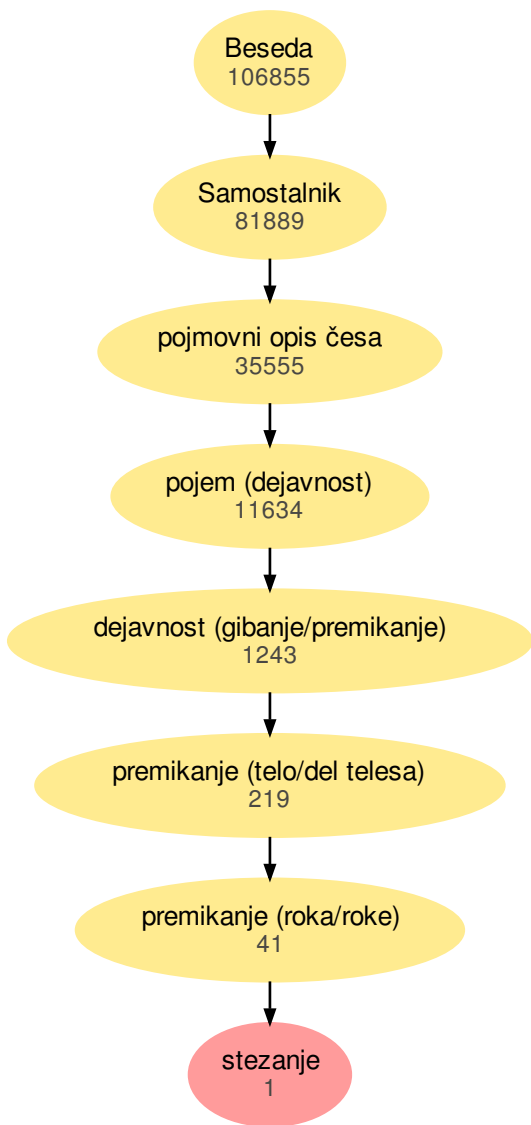 Beseda
106855
Samostalnik
81889
pojmovni opis česa
35555
pojem (dejavnost)
11634
dejavnost (gibanje/premikanje)
1243
premikanje (telo/del telesa)
219
premikanje (roka/roke)
41
stezanje
1